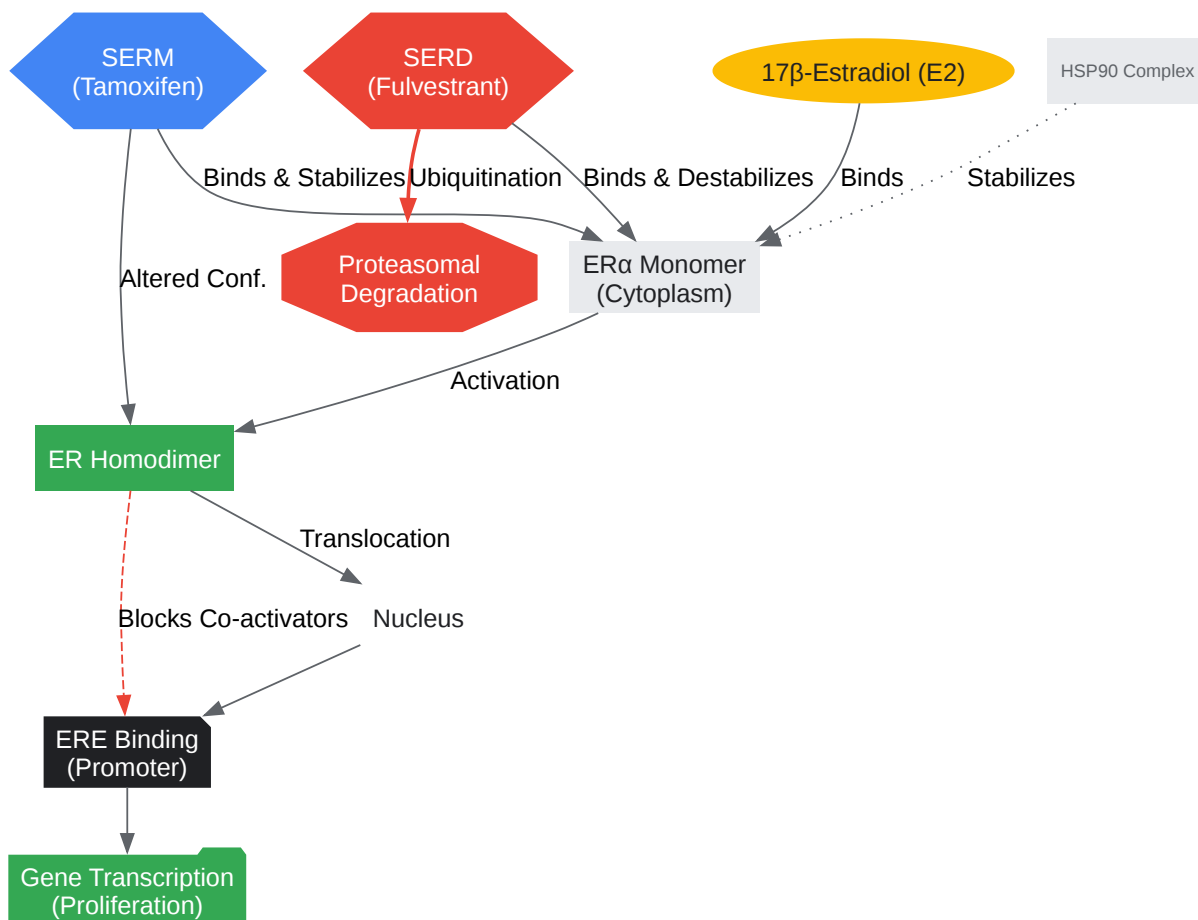 SERM
(Tamoxifen)
SERD
(Fulvestrant)
17β-Estradiol (E2)
HSP90 Complex
Binds & Stabilizes
Ubiquitination
Binds & Destabilizes
Binds
Stabilizes
Altered Conf.
Proteasomal
Degradation
ERα Monomer
(Cytoplasm)
Activation
ER Homodimer
Translocation
Blocks Co-activators
Nucleus
ERE Binding
(Promoter)
Gene Transcription
(Proliferation)